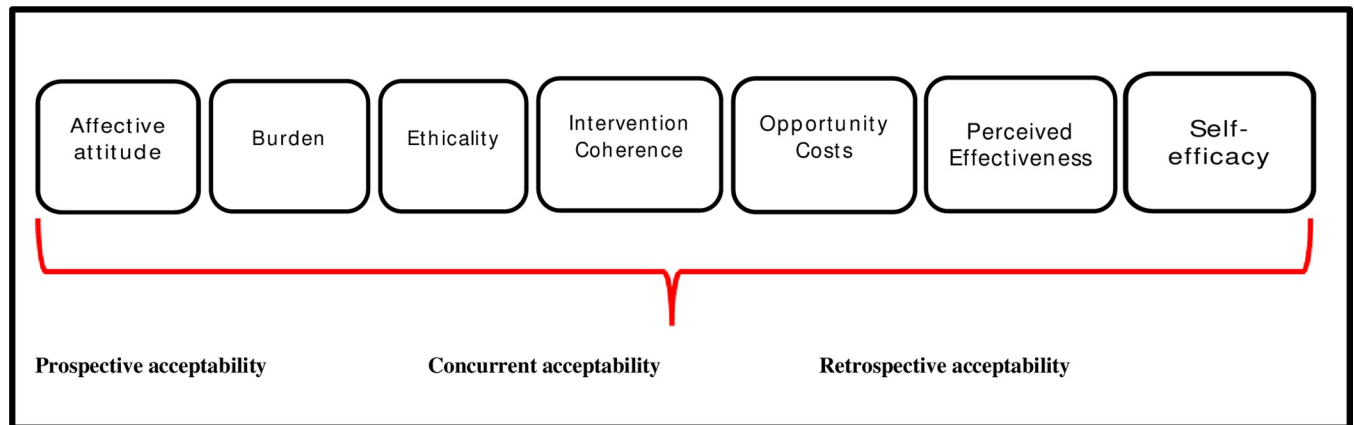 Affective
attitude
Burden
Ethicality
Intervention
Coherence
Opportunity
Costs
Perceived
Effectiveness
Self-
efficacy
Prospective acceptability
Concurrent acceptability
Retrospective acceptability